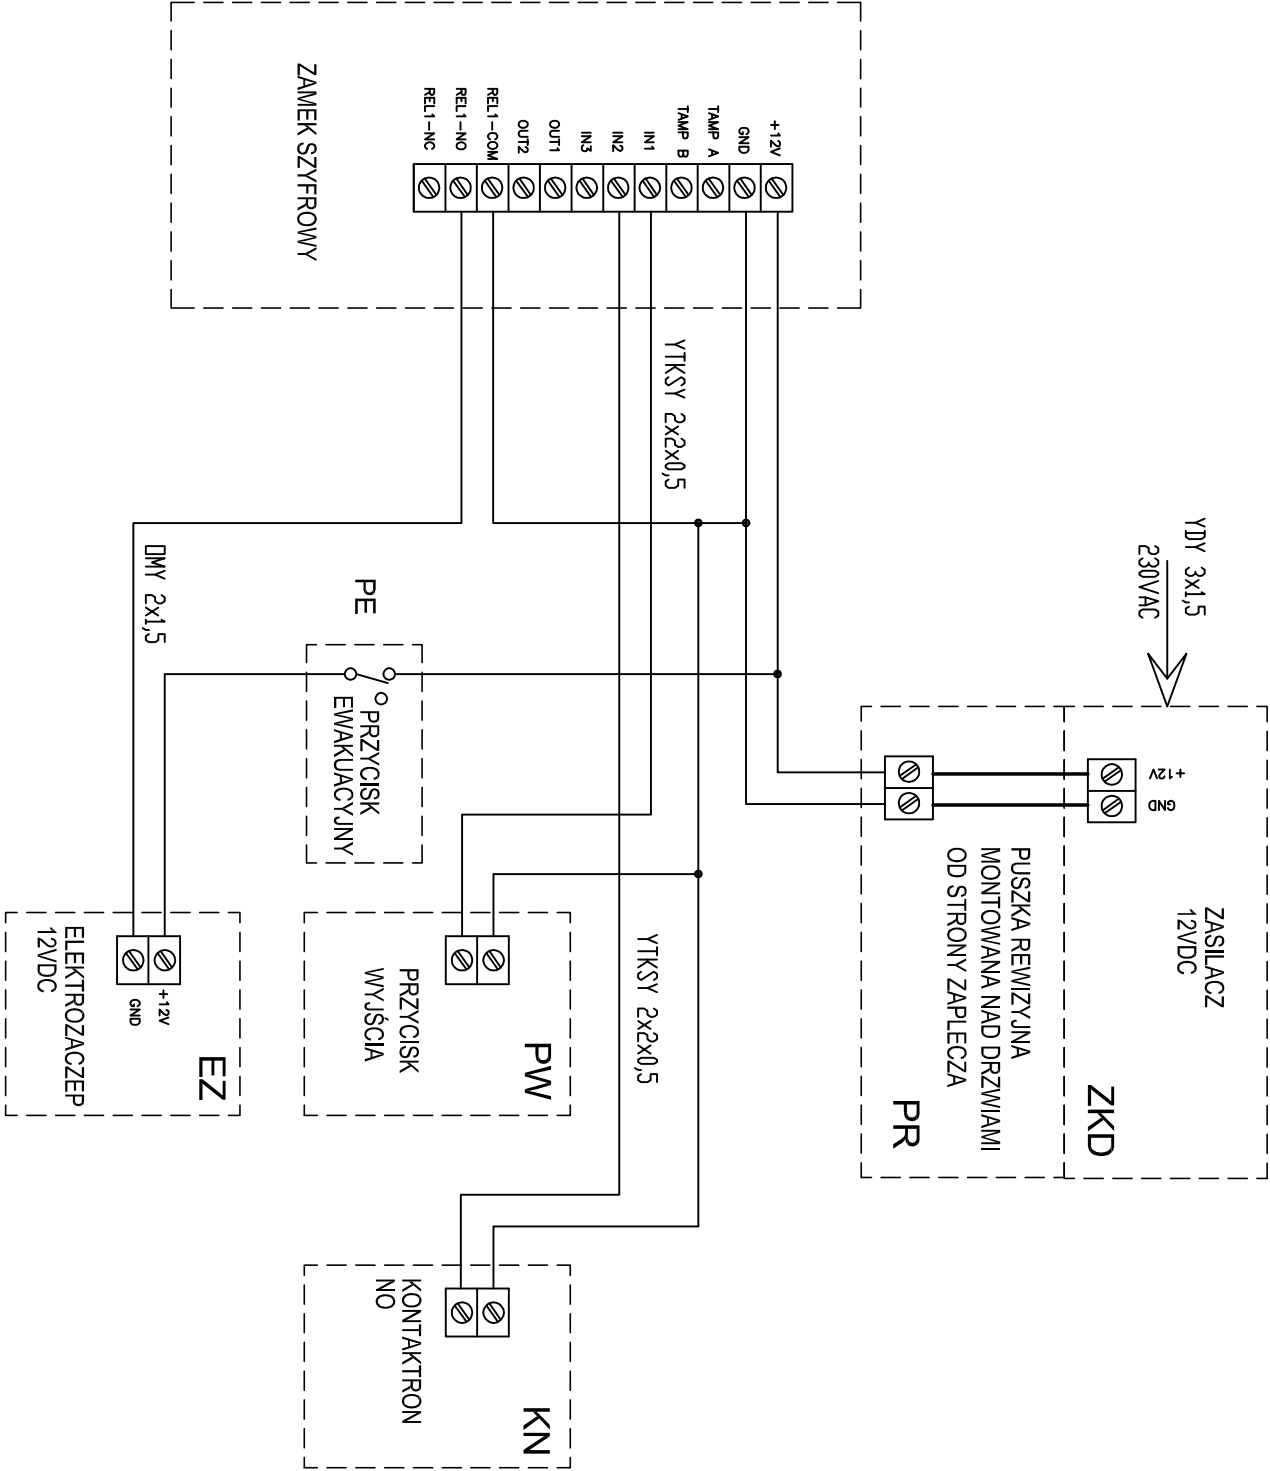 ZAMEK SZYFROWY
+12V
GND
TAMP A
TAMP B
IN1
IN2
IN3
OUT1
OUT2
REL1-COM
REL1-NO
REL1-NC
YTKSY 2x2x0,5
YDY 3x1,5
230VAC
OMY 2x1,5
PE
PRZYCISK
EWAKUACYJNY
+12V
GND
ZASILACZ
12VDC
ZKD
PUSZKA REWIZYJNA
MONTOWANA NAD DRZWIAMI
OD STRONY ZAPLECZA
PR
YTKSY 2x2x0,5
PW
PRZYCISK
WYJŚCIA
+12V
GND
EZ
ELEKTROZACZEP
12VDC
KN
KONTAKTRON
NO